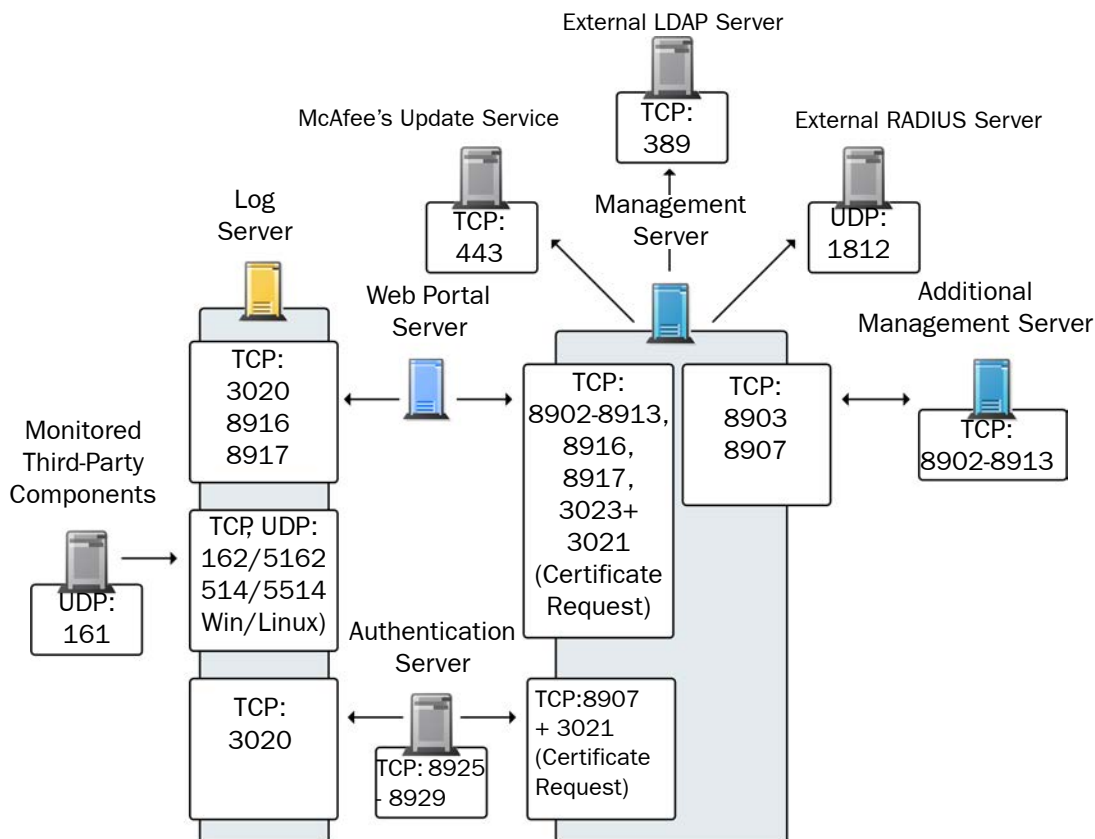 External LDAP Server
TCP:
389
McAfee's Update Service
TCP:
443
External RADIUS Server
UDP:
1812
Management
Server
Log
Server
Web Portal
Server
Additional
Management Server
TCP:
8902-8913
TCP:
3020
8916
8917
TCP:
8902-8913,
8916,
8917,
3023+
3021
(Certificate
Request)
TCP:
8903
8907
Monitored
Third-Party
Components
UDP:
161
TCP, UDP:
162/5162
514/5514
Win/Linux)
Authentication
Server
TCP: 8925
- 8929
TCP:
3020
TCP:8907
+ 3021
(Certificate
Request)